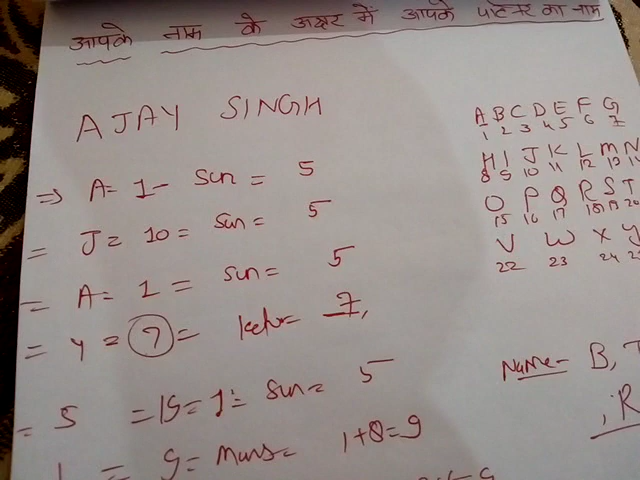 आपके नाम के अक्षर में आपके पार्टनर का नाम
AJAY SINGH
⇒ A = 1 - Sun = 5
= J = 10 = Sun = 5
= A = 1 = Sun = 5
= Y = 7 = Ketu = 7,
= S = 19 = 1 = Sun = 5
I = 9 = Mars = 1+8=9
A B C D E F G
1 2 3 4 5 6 7
H I J K L M N
8 9 10 11 12 13
O P Q R S T
15 16 17 18 19 20
V W X Y
22 23 24
Name = B, T
, R